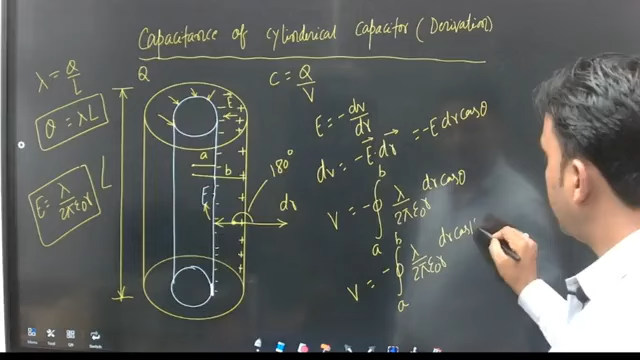 Capacitance of cylinderical Capacitor (Derivation)
λ = Q/L
Q
C = Q/V
Q = λL
E
E = -dv/dr
a
b
180°
dv = -E⃗.dr⃗ = -E dr cosθ
E = λ/2πε₀r
L
E
dr
V = -∮ₐᵇ λ/2πε₀r dr cosθ
V = -∮ₐᵇ λ/2πε₀r dr cos